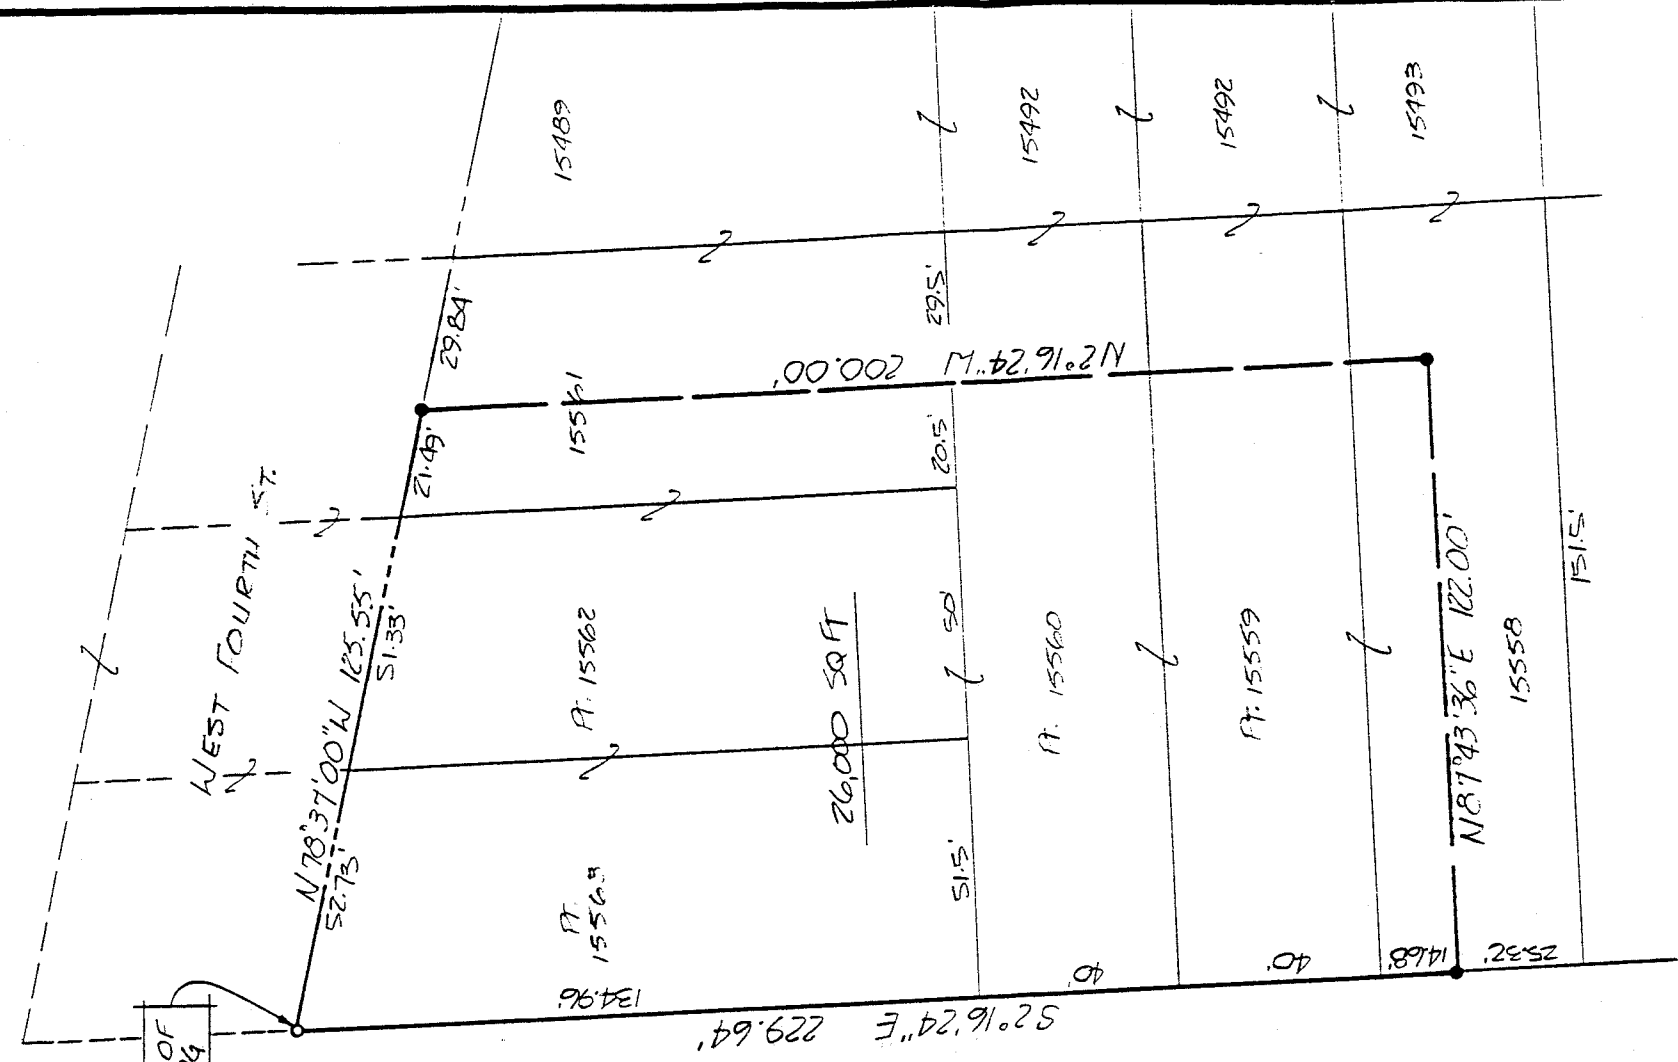 15489
15492
15492
15493
WEST FOURTH ST.
N78°37'00"W 125.55'
52.73'
51.33'
21.49'
29.84'
15561
N2°16'24"W 200.00'
29.5'
20.5'
50'
51.5'
Pt. 15562
26,000 SQ FT
Pt.
Pt. 15560
Pt. 15559
N87°43'36"E 122.00'
15558
151.5'
134.96'
40'
40'
14.68'
25.32'
S2°16'24"E 229.64'
OF